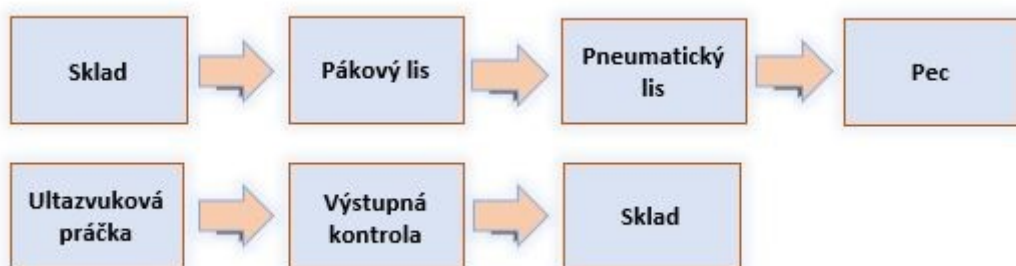 Sklad
Pákový lis
Pneumatický
lis
Pec
Ultazvuková
práčka
Výstupná
kontrola
Sklad